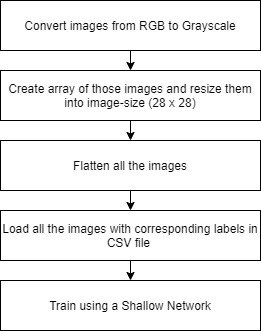 Convert images from RGB to Grayscale
Create array of those images and resize them
into image-size (28 x 28)
Flatten all the images
Load all the images with corresponding labels in
CSV file
Train using a Shallow Network